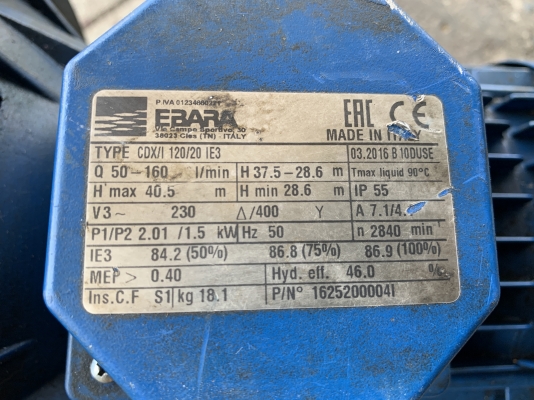 P.IVA 01234660221
EBARA
Via Campo Sportivo, 30
38023 Cles (TN) - ITALY
EAC CE
MADE IN ITALY
TYPE CDX/I 120/20 IE3 03.2016 B 10DUSE
Q 50-160 l/min H 37.5-28.6 m Tmax liquid 90°C
H max 40.5 m H min 28.6 m IP 55
V3~ 230 Δ/400 Y A 7.1/4.
P1/P2 2.01 /1.5 kW Hz 50 n 2840 min
IE3 84.2 (50%) 86.8 (75%) 86.9 (100%)
MEP> 0.40 Hyd. eff. 46.0 %
Ins.C.F S1 kg 18.1 P/N° 1625200004I